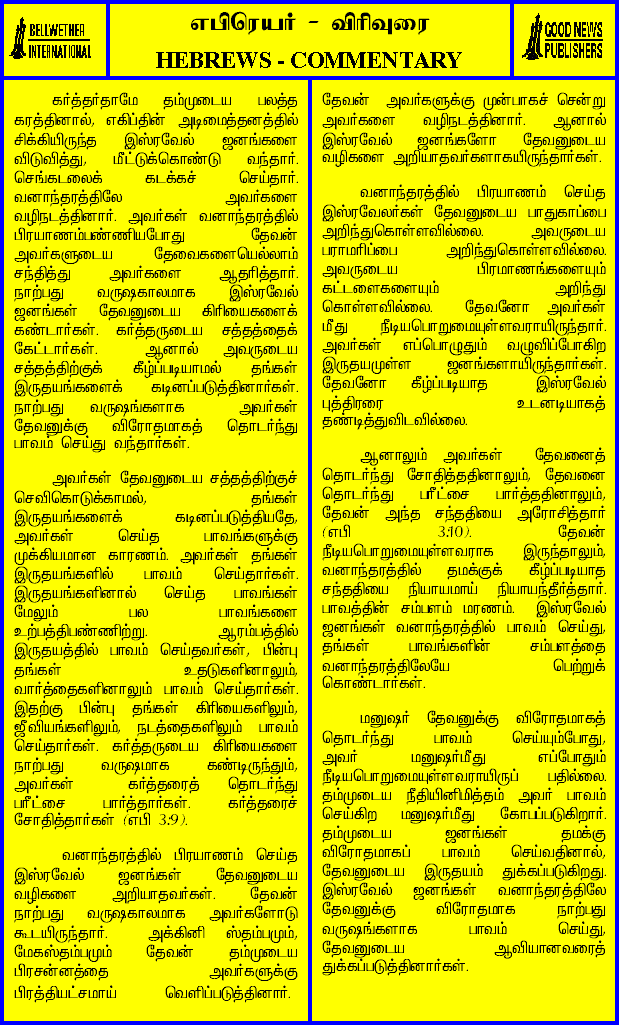 BELLWETHER
INTERNATIONAL
எபிரெயர் - விரிவுரை
HEBREWS - COMMENTARY
GOOD NEWS
PUBLISHERS
கர்த்தர்தாமே தம்முடைய பலத்த
கரத்தினால், எகிப்தின் அடிமைத்தனத்தில்
சிக்கியிருந்த இஸ்ரவேல் ஜனங்களை
விடுவித்து, மீட்டுக்கொண்டு வந்தார்.
செங்கடலைக் கடக்கச் செய்தார்.
வனாந்தரத்திலே அவர்களை
வழிநடத்தினார். அவர்கள் வனாந்தரத்தில்
பிரயாணம்பண்ணியபோது தேவன்
அவர்களுடைய தேவைகளையெல்லாம்
சந்தித்து அவர்களை ஆதரித்தார்.
நாற்பது வருஷகாலமாக இஸ்ரவேல்
ஜனங்கள் தேவனுடைய கிரியைகளைக்
கண்டார்கள். கர்த்தருடைய சத்தத்தைக்
கேட்டார்கள். ஆனால் அவருடைய
சத்தத்திற்குக் கீழ்ப்படியாமல் தங்கள்
இருதயங்களைக் கடினப்படுத்தினார்கள்.
நாற்பது வருஷங்களாக அவர்கள்
தேவனுக்கு விரோதமாகத் தொடர்ந்து
பாவம் செய்து வந்தார்கள்.
அவர்கள் தேவனுடைய சத்தத்திற்குச்
செவிகொடுக்காமல், தங்கள்
இருதயங்களைக் கடினப்படுத்தியதே,
அவர்கள் செய்த பாவங்களுக்கு
முக்கியமான காரணம். அவர்கள் தங்கள்
இருதயங்களில் பாவம் செய்தார்கள்.
இருதயங்களினால் செய்த பாவங்கள்
மேலும் பல பாவங்களை
உற்பத்திபண்ணிற்று. ஆரம்பத்தில்
இருதயத்தில் பாவம் செய்தவர்கள், பின்பு
தங்கள் உதடுகளினாலும்,
வார்த்தைகளினாலும் பாவம் செய்தார்கள்.
இதற்கு பின்பு தங்கள் கிரியைகளிலும்,
ஜீவியங்களிலும், நடத்தைகளிலும் பாவம்
செய்தார்கள். கர்த்தருடைய கிரியைகளை
நாற்பது வருஷமாக கண்டிருந்தும்,
அவர்கள் கர்த்தரைத் தொடர்ந்து
பரீட்சை பார்த்தார்கள். கர்த்தரைச்
சோதித்தார்கள் (எபி 3:9).
வனாந்தரத்தில் பிரயாணம் செய்த
இஸ்ரவேல் ஜனங்கள் தேவனுடைய
வழிகளை அறியாதவர்கள். தேவன்
நாற்பது வருஷகாலமாக அவர்களோடு
கூடயிருந்தார். அக்கினி ஸ்தம்பமும்,
மேகஸ்தம்பமும் தேவன் தம்முடைய
பிரசன்னத்தை அவர்களுக்கு
பிரத்தியட்சமாய் வெளிப்படுத்தினார்.
தேவன் அவர்களுக்கு முன்பாகச் சென்று
அவர்களை வழிநடத்தினார். ஆனால்
இஸ்ரவேல் ஜனங்களோ தேவனுடைய
வழிகளை அறியாதவர்களாகயிருந்தார்கள்.
வனாந்தரத்தில் பிரயாணம் செய்த
இஸ்ரவேலர்கள் தேவனுடைய பாதுகாப்பை
அறிந்துகொள்ளவில்லை. அவருடைய
பராமரிப்பை அறிந்துகொள்ளவில்லை.
அவருடைய பிரமாணங்களையும்
கட்டளைகளையும் அறிந்து
கொள்ளவில்லை. தேவனோ அவர்கள்
மீது நீடியபொறுமையுள்ளவராயிருந்தார்.
அவர்கள் எப்பொழுதும் வழுவிப்போகிற
இருதயமுள்ள ஜனங்களாயிருந்தார்கள்.
தேவனோ கீழ்ப்படியாத இஸ்ரவேல்
புத்திரரை உடனடியாகத்
தண்டித்துவிடவில்லை.
ஆனாலும் அவர்கள் தேவனைத்
தொடர்ந்து சோதித்ததினாலும், தேவனை
தொடர்ந்து பரீட்சை பார்த்ததினாலும்,
தேவன் அந்த சந்ததியை அரோசித்தார்
(எபி 3:10). தேவன்
நீடியபொறுமையுள்ளவராக இருந்தாலும்,
வனாந்தரத்தில் தமக்குக் கீழ்ப்படியாத
சந்ததியை நியாயமாய் நியாயந்தீர்த்தார்.
பாவத்தின் சம்பளம் மரணம். இஸ்ரவேல்
ஜனங்கள் வனாந்தரத்தில் பாவம் செய்து,
தங்கள் பாவங்களின் சம்பளத்தை
வனாந்தரத்திலேயே பெற்றுக்
கொண்டார்கள்.
மனுஷர் தேவனுக்கு விரோதமாகத்
தொடர்ந்து பாவம் செய்யும்போது,
அவர் மனுஷர்மீது எப்போதும்
நீடியபொறுமையுள்ளவராயிருப் பதில்லை.
தம்முடைய நீதியினிமித்தம் அவர் பாவம்
செய்கிற மனுஷர்மீது கோபப்படுகிறார்.
தம்முடைய ஜனங்கள் தமக்கு
விரோதமாகப் பாவம் செய்வதினால்,
தேவனுடைய இருதயம் துக்கப்படுகிறது.
இஸ்ரவேல் ஜனங்கள் வனாந்தரத்திலே
தேவனுக்கு விரோதமாக நாற்பது
வருஷங்களாக பாவம் செய்து,
தேவனுடைய ஆவியானவரைத்
துக்கப்படுத்தினார்கள்.